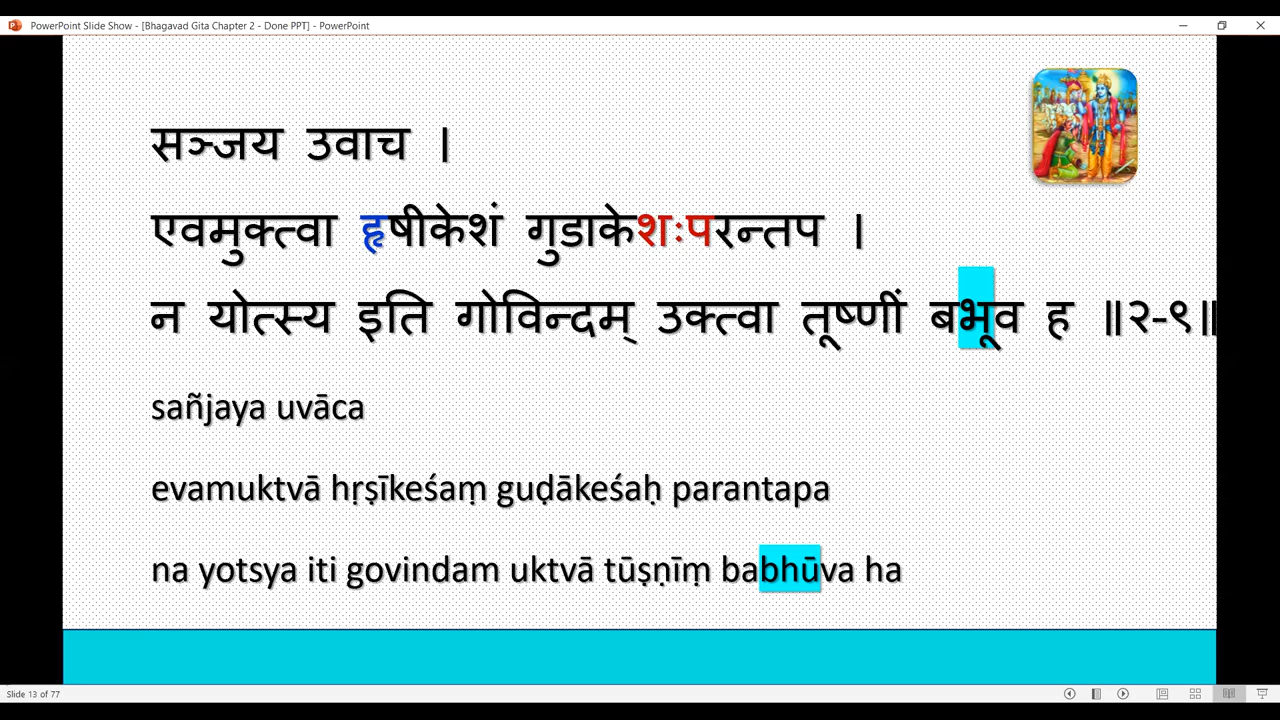 PowerPoint Slide Show - [Bhagavad Gita Chapter 2 - Done PPT] - PowerPoint
सञ्जय उवाच ।
एवमुक्त्वा हृषीकेशं गुडाकेशःपरन्तप ।
न योत्स्य इति गोविन्दम् उक्त्वा तूष्णीं बभूव ह ॥२-९॥
sañjaya uvāca
evamuktvā hṛṣīkeśaṃ guḍākeśaḥ parantapa
na yotsya iti govindam uktvā tūṣṇīṃ babhūva ha
Slide 13 of 77